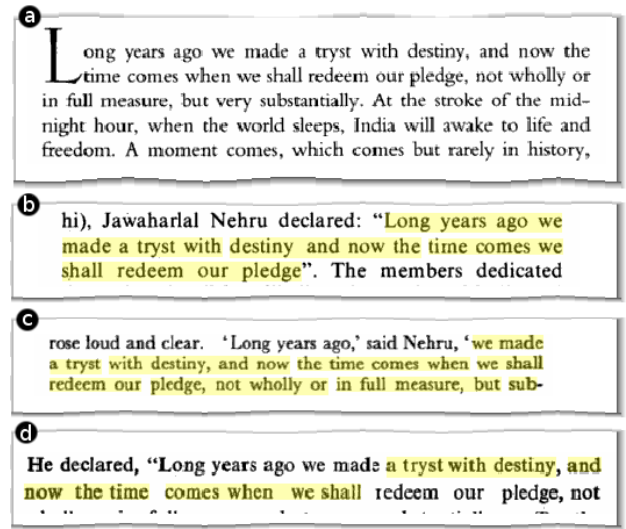 a
Long years ago we made a tryst with destiny, and now the
time comes when we shall redeem our pledge, not wholly or
in full measure, but very substantially. At the stroke of the mid-
night hour, when the world sleeps, India will awake to life and
freedom. A moment comes, which comes but rarely in history,
b
hi), Jawaharlal Nehru declared: “Long years ago we
made a tryst with destiny and now the time comes we
shall redeem our pledge”. The members dedicated
c
rose loud and clear. ‘Long years ago,’ said Nehru, ‘we made
a tryst with destiny, and now the time comes when we shall
redeem our pledge, not wholly or in full measure, but sub-
d
He declared, “Long years ago we made a tryst with destiny, and
now the time comes when we shall redeem our pledge, not